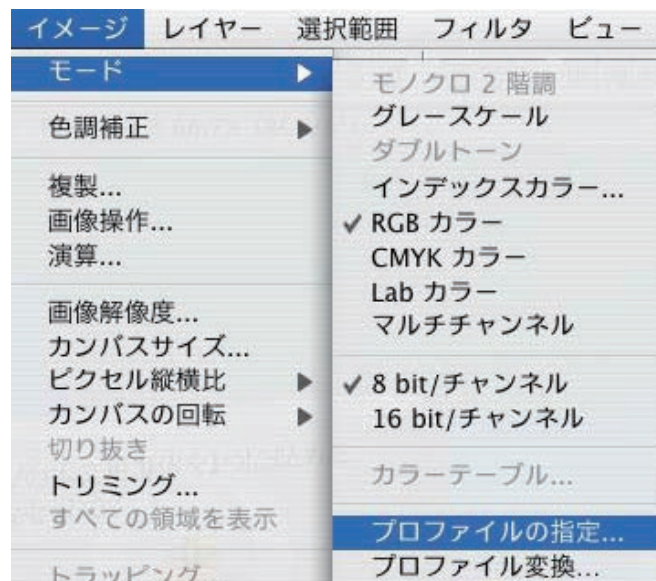 イメージ レイヤー 選択範囲 フィルタ ビュー
モード
色調補正
複製...
画像操作...
演算...
画像解像度...
カンバスサイズ...
ピクセル縦横比
カンバスの回転
切り抜き
トリミング...
すべての領域を表示
トラッピング...
モノクロ 2 階調
グレースケール
ダブルトーン
インデックスカラー...
RGB カラー
CMYK カラー
Lab カラー
マルチチャンネル
8 bit/チャンネル
16 bit/チャンネル
カラーテーブル...
プロファイルの指定...
プロファイル変換...